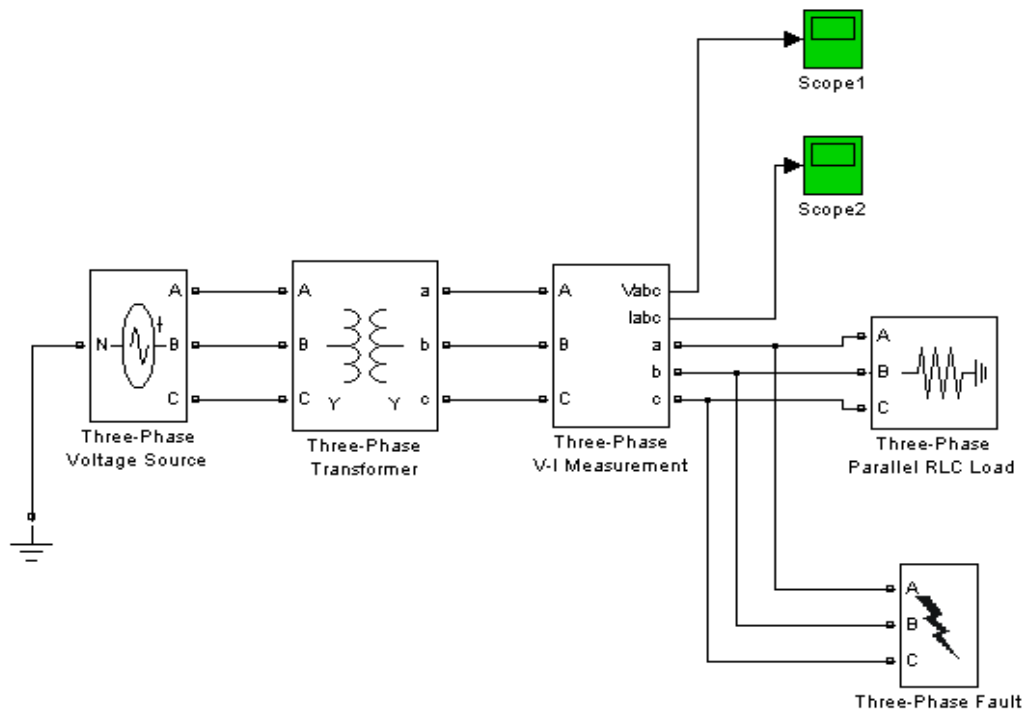 Scope1
Scope2
N
A
B
C
Three-Phase
Voltage Source
A
B
C
a
b
c
Y Y
Three-Phase
Transformer
A
B
C
Vabc
Iabc
a
b
c
Three-Phase
V-I Measurement
A
B
C
Three-Phase
Parallel RLC Load
A
B
C
Three-Phase Fault